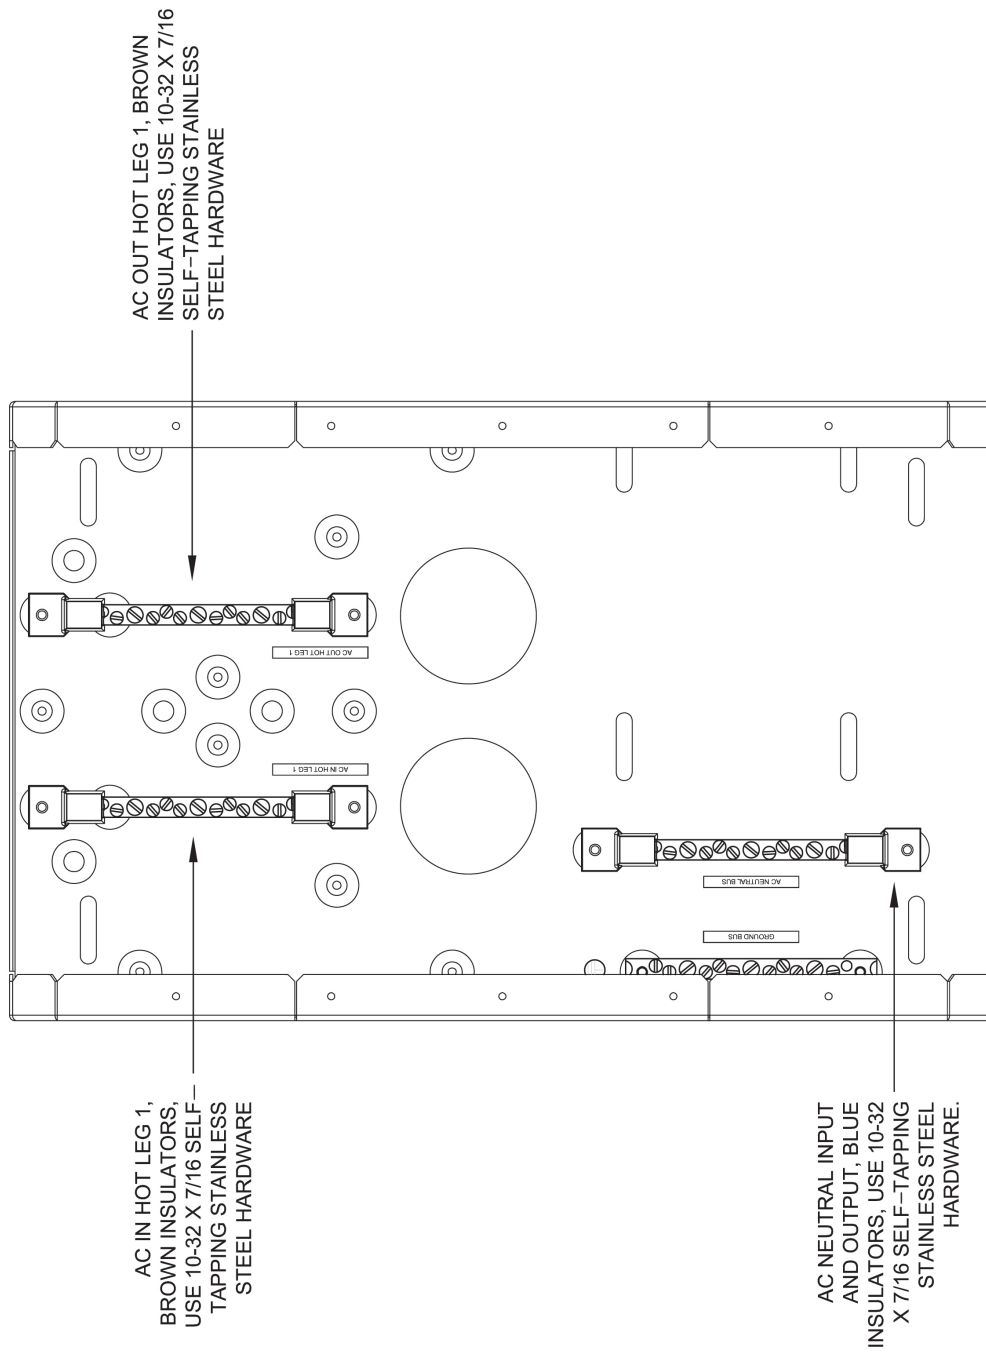 AC OUT HOT LEG 1, BROWN
INSULATORS, USE 10-32 X 7/16
SELF-TAPPING STAINLESS
STEEL HARDWARE
AC OUT HOT LEG 1
AC IN HOT LEG 1
AC NEUTRAL BUS
GROUND BUS
AC IN HOT LEG 1,
BROWN INSULATORS,
USE 10-32 X 7/16 SELF-
TAPPING STAINLESS
STEEL HARDWARE
AC NEUTRAL INPUT
AND OUTPUT, BLUE
INSULATORS, USE 10-32
X 7/16 SELF-TAPPING
STAINLESS STEEL
HARDWARE.